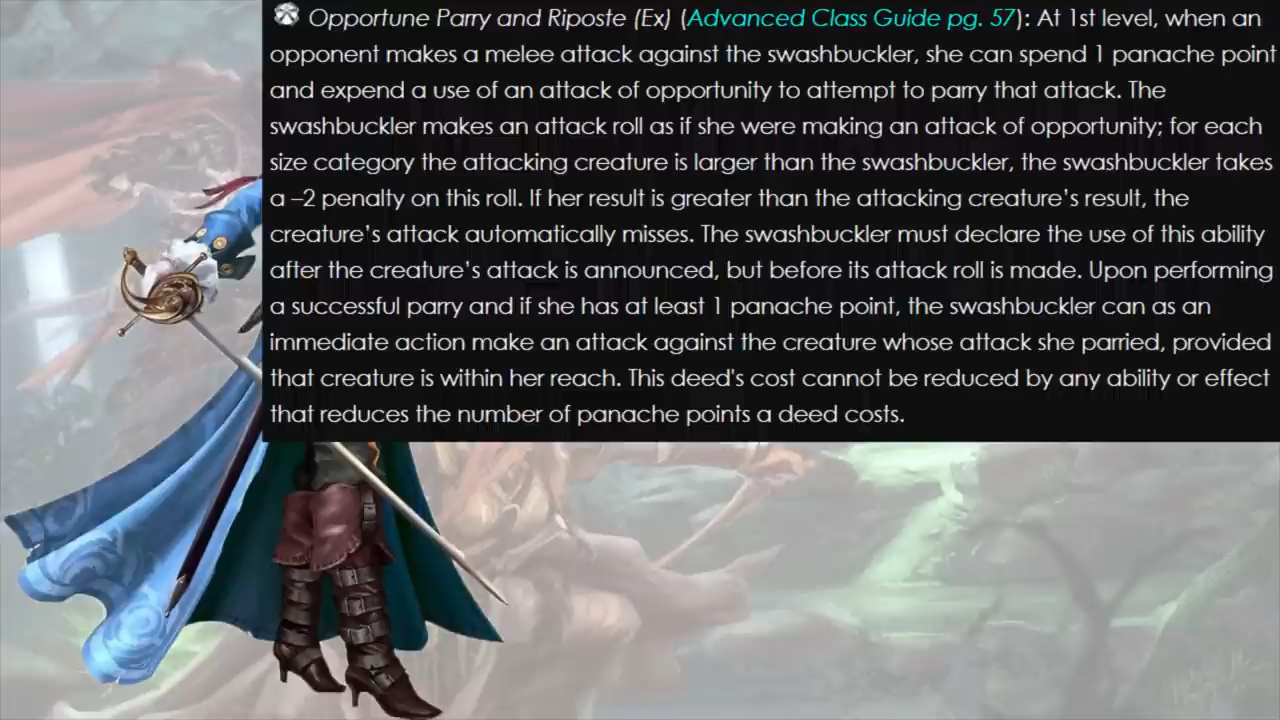 Opportune Parry and Riposte (Ex) (Advanced Class Guide pg. 57): At 1st level, when an
opponent makes a melee attack against the swashbuckler, she can spend 1 panache point
and expend a use of an attack of opportunity to attempt to parry that attack. The
swashbuckler makes an attack roll as if she were making an attack of opportunity; for each
size category the attacking creature is larger than the swashbuckler, the swashbuckler takes
a –2 penalty on this roll. If her result is greater than the attacking creature’s result, the
creature’s attack automatically misses. The swashbuckler must declare the use of this ability
after the creature’s attack is announced, but before its attack roll is made. Upon performing
a successful parry and if she has at least 1 panache point, the swashbuckler can as an
immediate action make an attack against the creature whose attack she parried, provided
that creature is within her reach. This deed's cost cannot be reduced by any ability or effect
that reduces the number of panache points a deed costs.